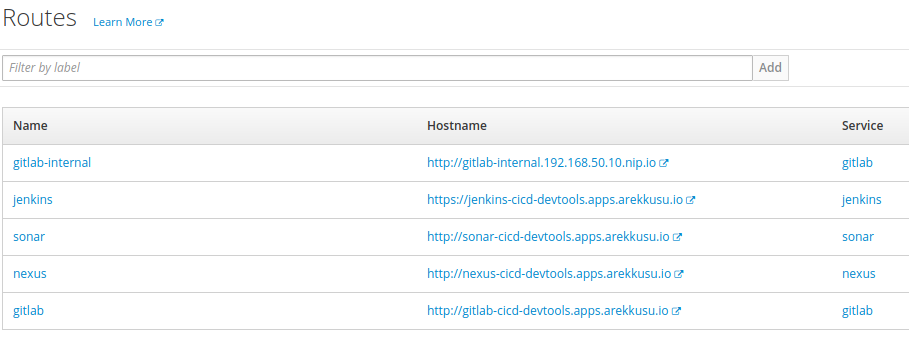 Routes Learn More
Filter by label Add
Name Hostname Service
gitlab-internal http://gitlab-internal.192.168.50.10.nip.io gitlab
jenkins https://jenkins-cicd-devtools.apps.arekkusu.io jenkins
sonar http://sonar-cicd-devtools.apps.arekkusu.io sonar
nexus http://nexus-cicd-devtools.apps.arekkusu.io nexus
gitlab http://gitlab-cicd-devtools.apps.arekkusu.io gitlab